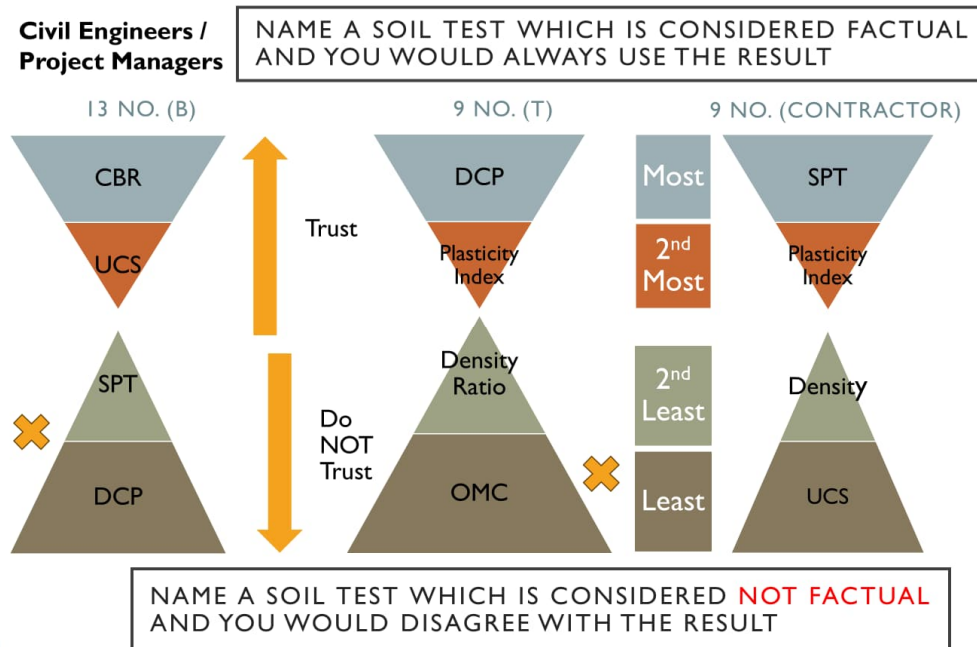 Civil Engineers /
Project Managers
NAME A SOIL TEST WHICH IS CONSIDERED FACTUAL
AND YOU WOULD ALWAYS USE THE RESULT
13 NO. (B)
9 NO. (T)
9 NO. (CONTRACTOR)
CBR
UCS
SPT
DCP
Trust
Do
NOT
Trust
DCP
Plasticity
Index
Density
Ratio
OMC
Most
2nd
Most
2nd
Least
Least
SPT
Plasticity
Index
Density
UCS
NAME A SOIL TEST WHICH IS CONSIDERED NOT FACTUAL
AND YOU WOULD DISAGREE WITH THE RESULT